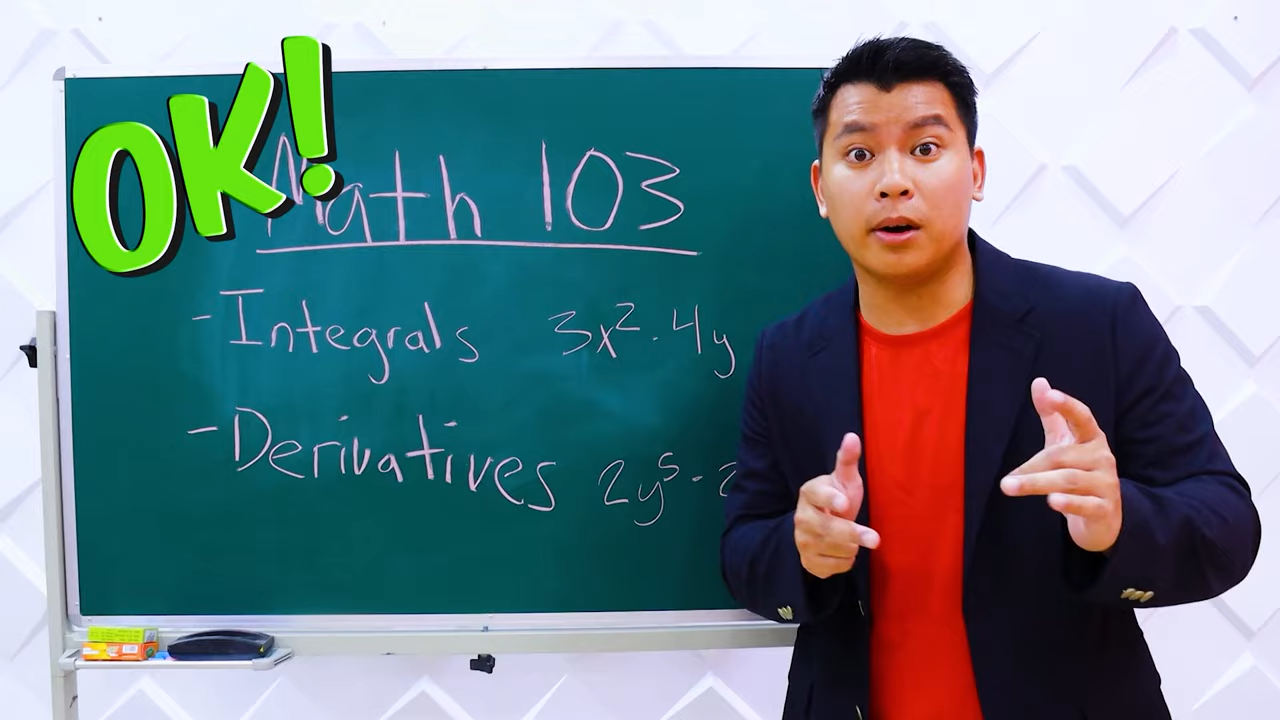 OK!
Math 103
- Integrals 3x² · 4y
- Derivatives 2y⁵ -